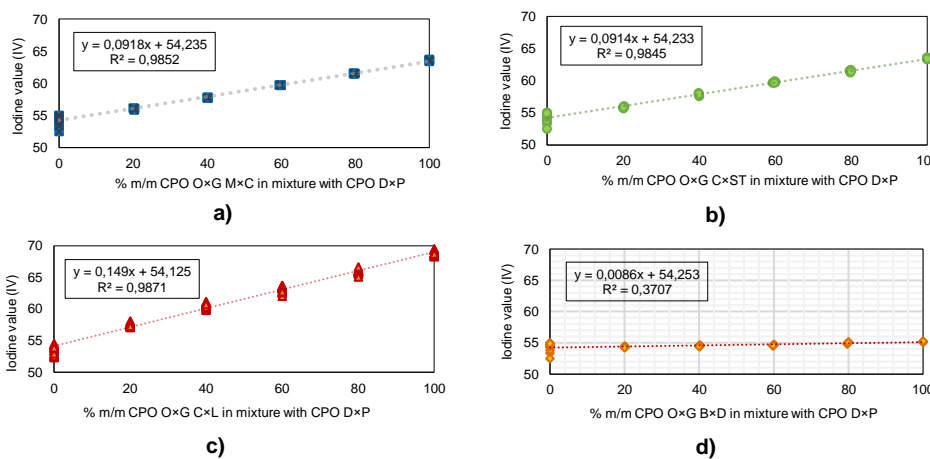 y = 0,0918x + 54,235
R² = 0,9852
Iodine value (IV)
70
65
60
55
50
0 20 40 60 80 100
% m/m CPO O×G M×C in mixture with CPO D×P
a)
y = 0,0914x + 54,233
R² = 0,9845
Iodine value (IV)
70
65
60
55
50
0 20 40 60 80 100
% m/m CPO O×G C×ST in mixture with CPO D×P
b)
y = 0,149x + 54,125
R² = 0,9871
Iodine value (IV)
70
65
60
55
50
0 20 40 60 80 100
% m/m CPO O×G C×L in mixture with CPO D×P
c)
y = 0,0086x + 54,253
R² = 0,3707
Iodine value (IV)
70
65
60
55
50
0 20 40 60 80 100
% m/m CPO O×G B×D in mixture with CPO D×P
d)